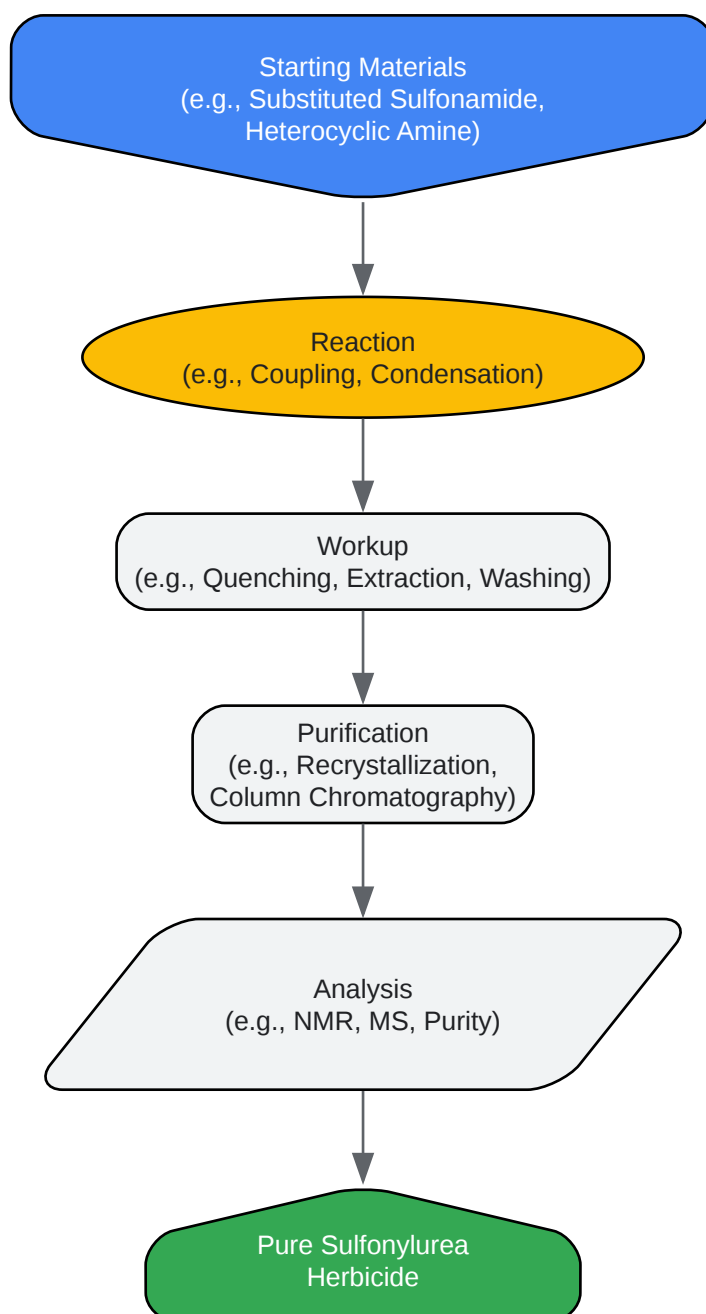 Starting Materials
(e.g., Substituted Sulfonamide,
Heterocyclic Amine)
Reaction
(e.g., Coupling, Condensation)
Workup
(e.g., Quenching, Extraction, Washing)
Purification
(e.g., Recrystallization,
Column Chromatography)
Analysis
(e.g., NMR, MS, Purity)
Pure Sulfonylurea
Herbicide